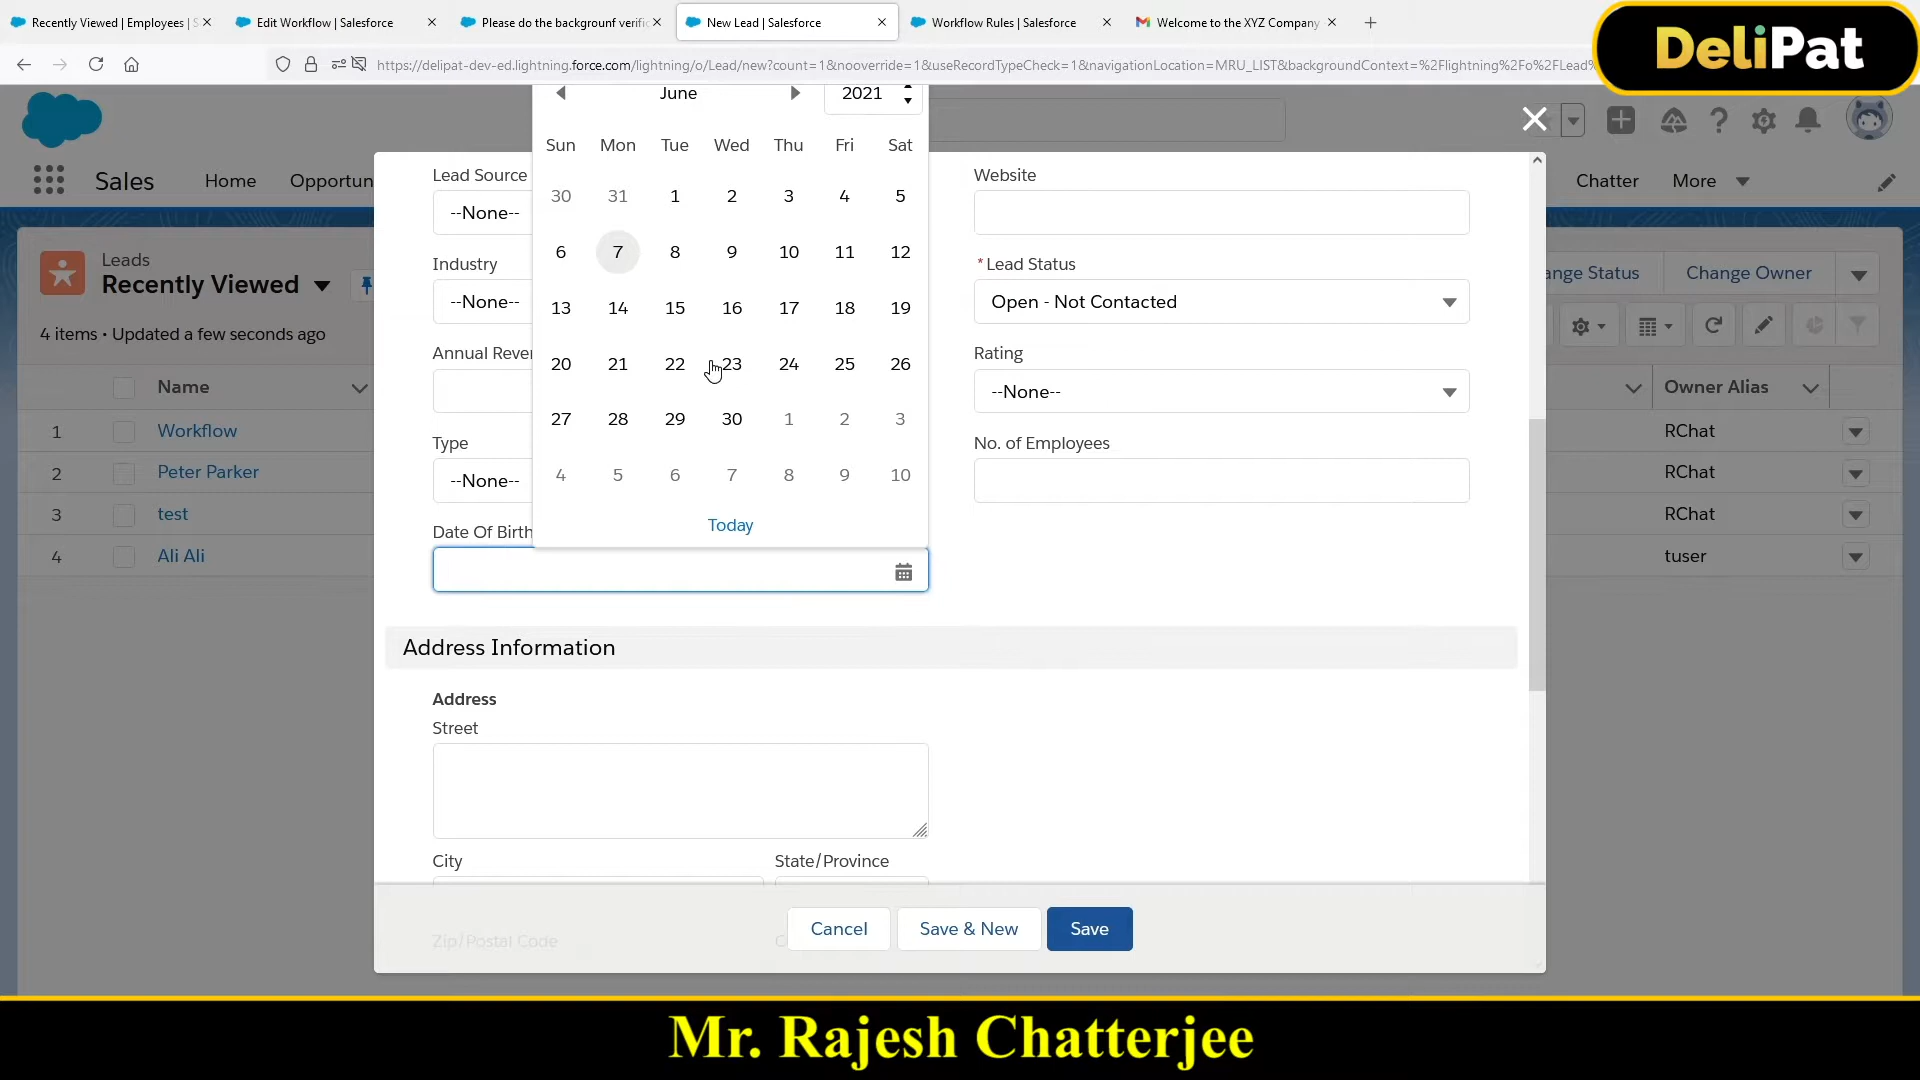 Recently Viewed | Employees | S
Edit Workflow | Salesforce
Please do the backgrounf verific
New Lead | Salesforce
Workflow Rules | Salesforce
Welcome to the XYZ Company
DeliPat
https://delipat-dev-ed.lightning.force.com/lightning/o/Lead/new?count=1&nooverride=1&useRecordTypeCheck=1&navigationLocation=MRU_LIST&backgroundContext=%2Flightning%2Fo%2FLead%
Sales
Home
Opportun
Chatter
More
June
2021
Sun Mon Tue Wed Thu Fri Sat
30 31 1 2 3 4 5
6 7 8 9 10 11 12
13 14 15 16 17 18 19
20 21 22 23 24 25 26
27 28 29 30 1 2 3
4 5 6 7 8 9 10
Today
Leads
Recently Viewed
4 items • Updated a few seconds ago
ange Status
Change Owner
Name
Owner Alias
1 Workflow RChat
2 Peter Parker RChat
3 test RChat
4 Ali Ali tuser
Lead Source
--None--
Website
Industry
--None--
*Lead Status
Open - Not Contacted
Annual Rever
Rating
--None--
Type
--None--
No. of Employees
Date Of Birth
Address Information
Address
Street
City
State/Province
Zip/Postal Code
C
Cancel
Save & New
Save
Mr. Rajesh Chatterjee